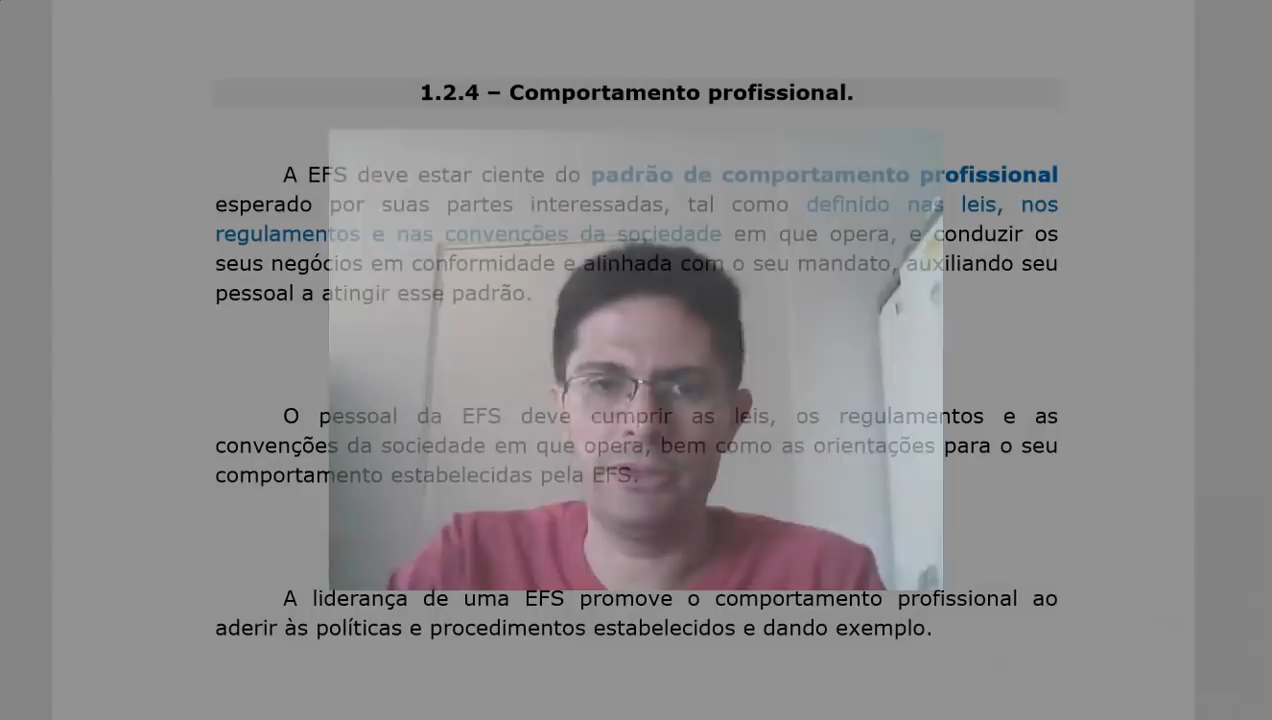 1.2.4 – Comportamento profissional.
A EFS deve estar ciente do padrão de comportamento profissional
esperado por suas partes interessadas, tal como definido nas leis, nos
regulamentos e nas convenções da sociedade em que opera, e conduzir os
seus negócios em conformidade e alinhada com o seu mandato, auxiliando seu
pessoal a atingir esse padrão.
O pessoal da EFS deve cumprir as leis, os regulamentos e as
convenções da sociedade em que opera, bem como as orientações para o seu
comportamento estabelecidas pela EFS.
A liderança de uma EFS promove o comportamento profissional ao
aderir às políticas e procedimentos estabelecidos e dando exemplo.